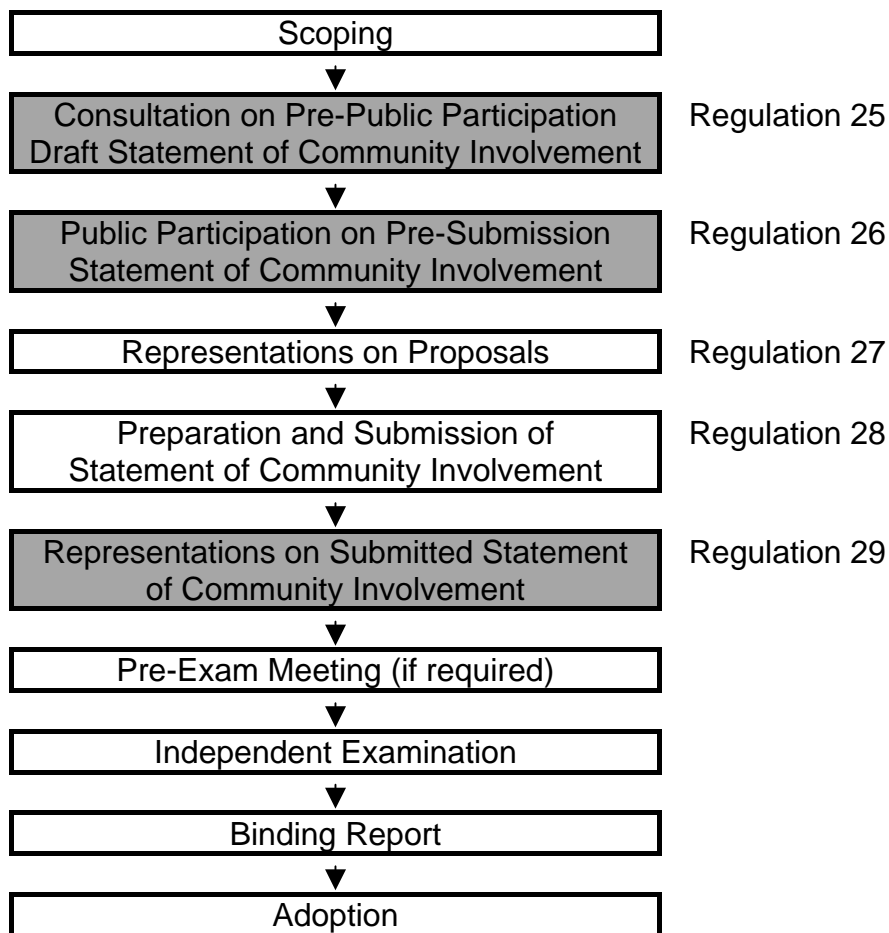 Scoping
Consultation on Pre-Public Participation
Draft Statement of Community Involvement
Regulation 25
Public Participation on Pre-Submission
Statement of Community Involvement
Regulation 26
Representations on Proposals
Regulation 27
Preparation and Submission of
Statement of Community Involvement
Regulation 28
Representations on Submitted Statement
of Community Involvement
Regulation 29
Pre-Exam Meeting (if required)
Independent Examination
Binding Report
Adoption